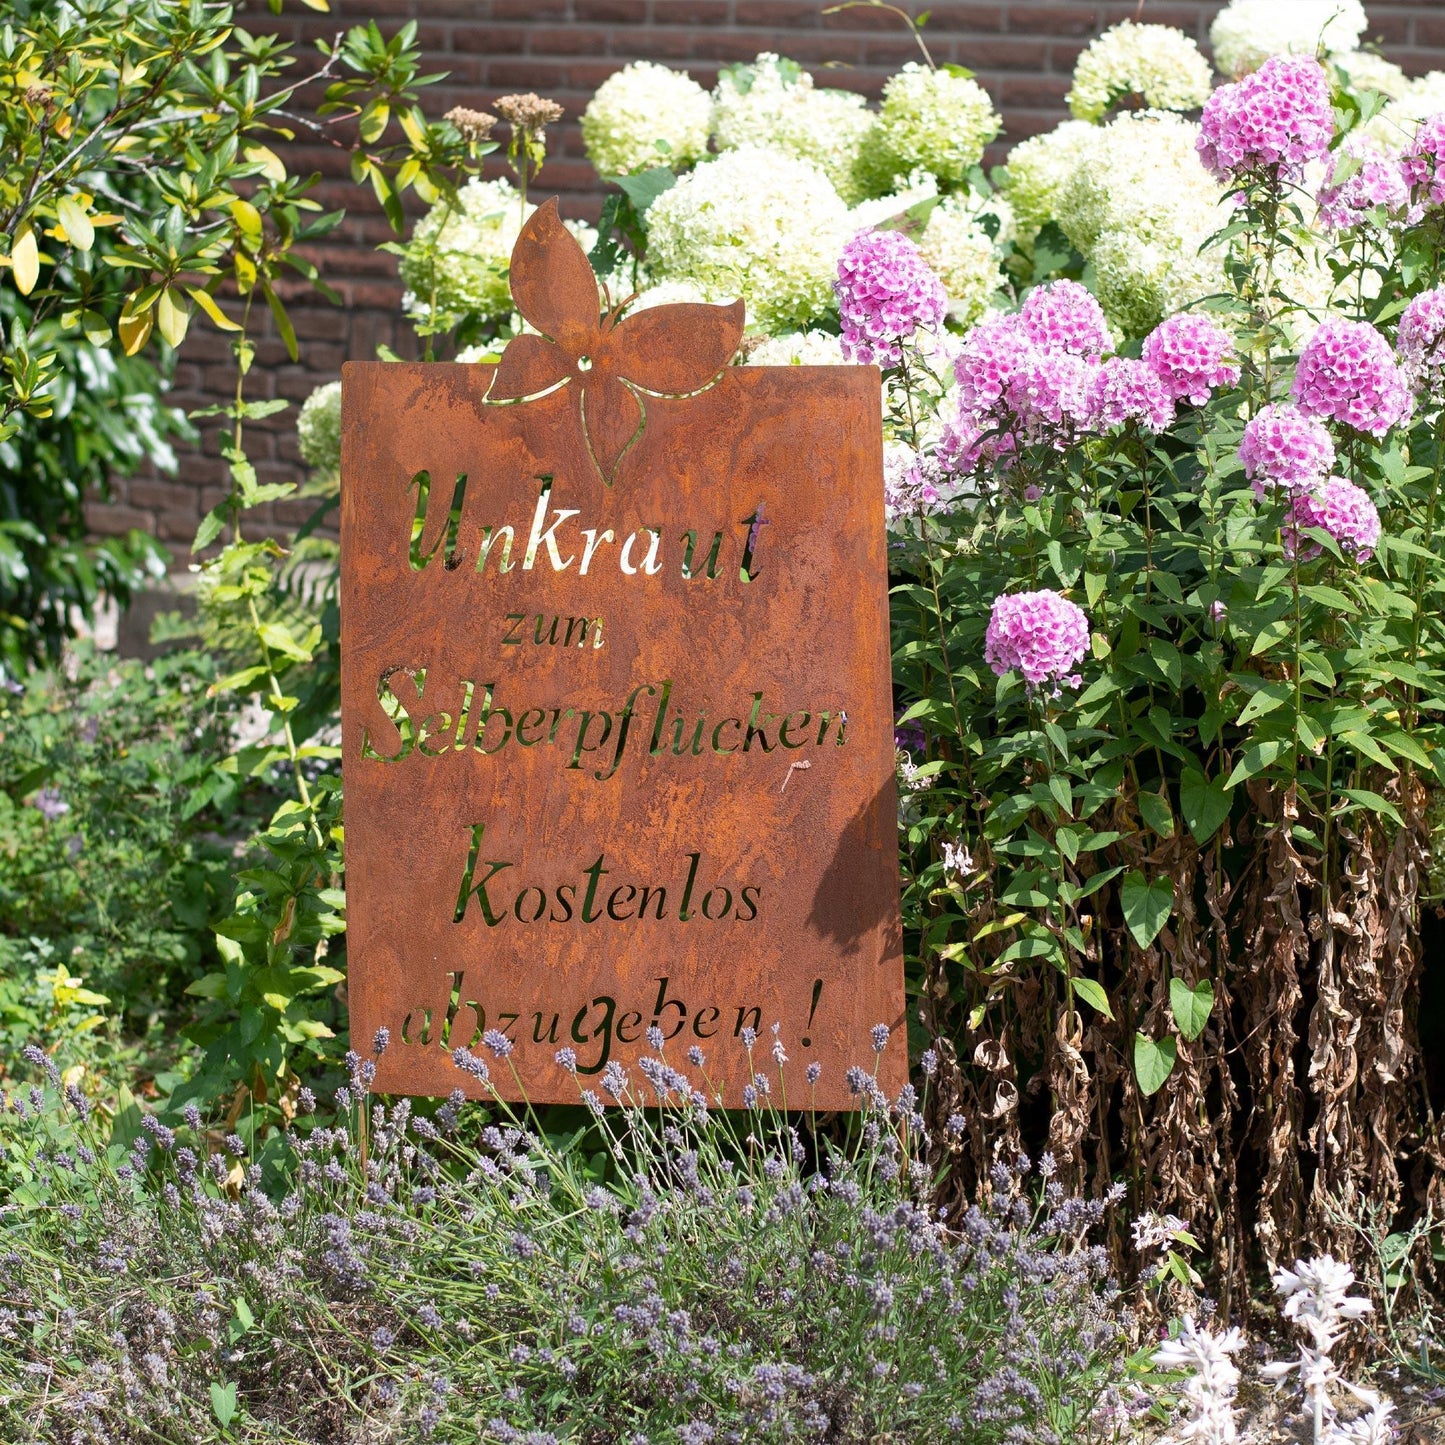 Unkraut
zum
Selberpflücken
Kostenlos
abzugeben !